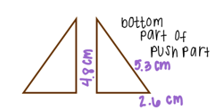 bottom
part of
push part
5.3 cm
4.8 cm
2.6 cm